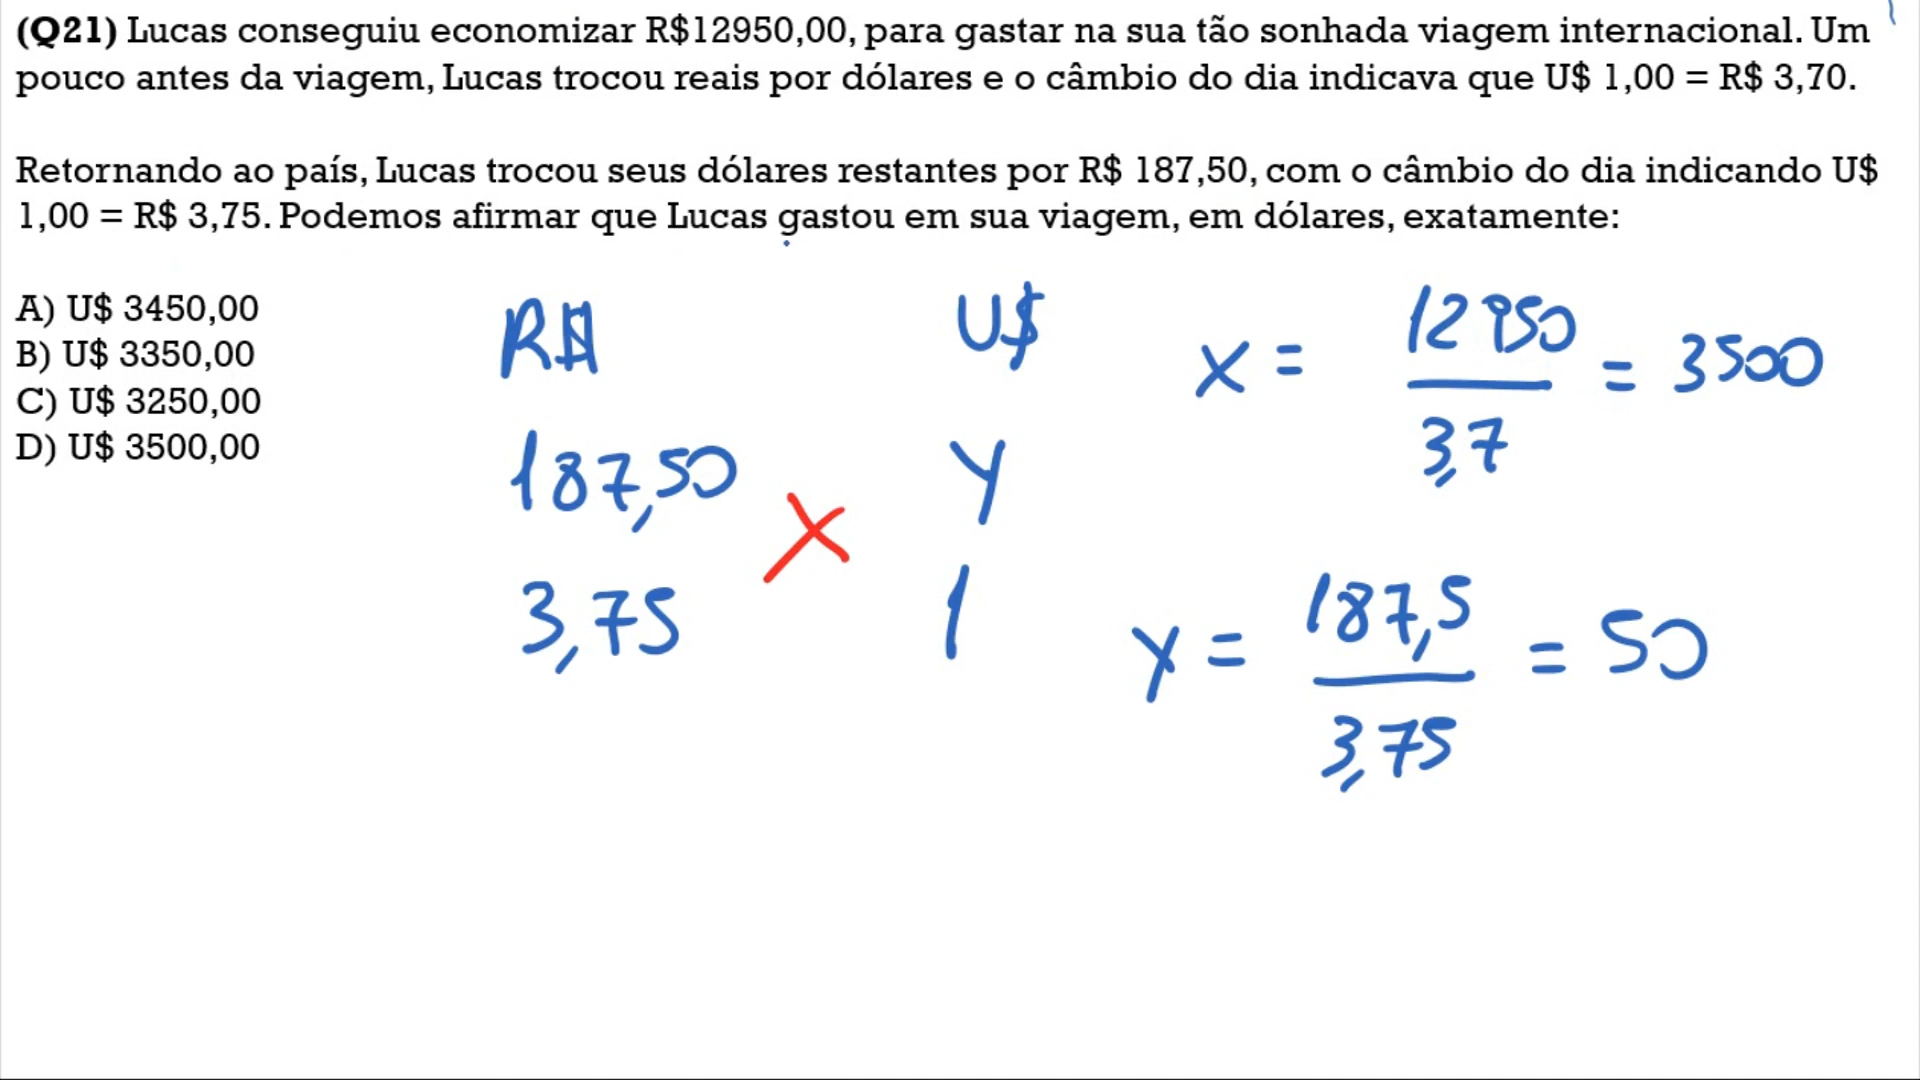 (Q21) Lucas conseguiu economizar R$12950,00, para gastar na sua tão sonhada viagem internacional. Um
pouco antes da viagem, Lucas trocou reais por dólares e o câmbio do dia indicava que U$ 1,00 = R$ 3,70.
Retornando ao país, Lucas trocou seus dólares restantes por R$ 187,50, com o câmbio do dia indicando U$
1,00 = R$ 3,75. Podemos afirmar que Lucas gastou em sua viagem, em dólares, exatamente:
A) U$ 3450,00
B) U$ 3350,00
C) U$ 3250,00
D) U$ 3500,00
R$ U$
187,50 Y
X
3,75 1
X = 12950 / 3,7 = 3500
Y = 187,5 / 3,75 = 50